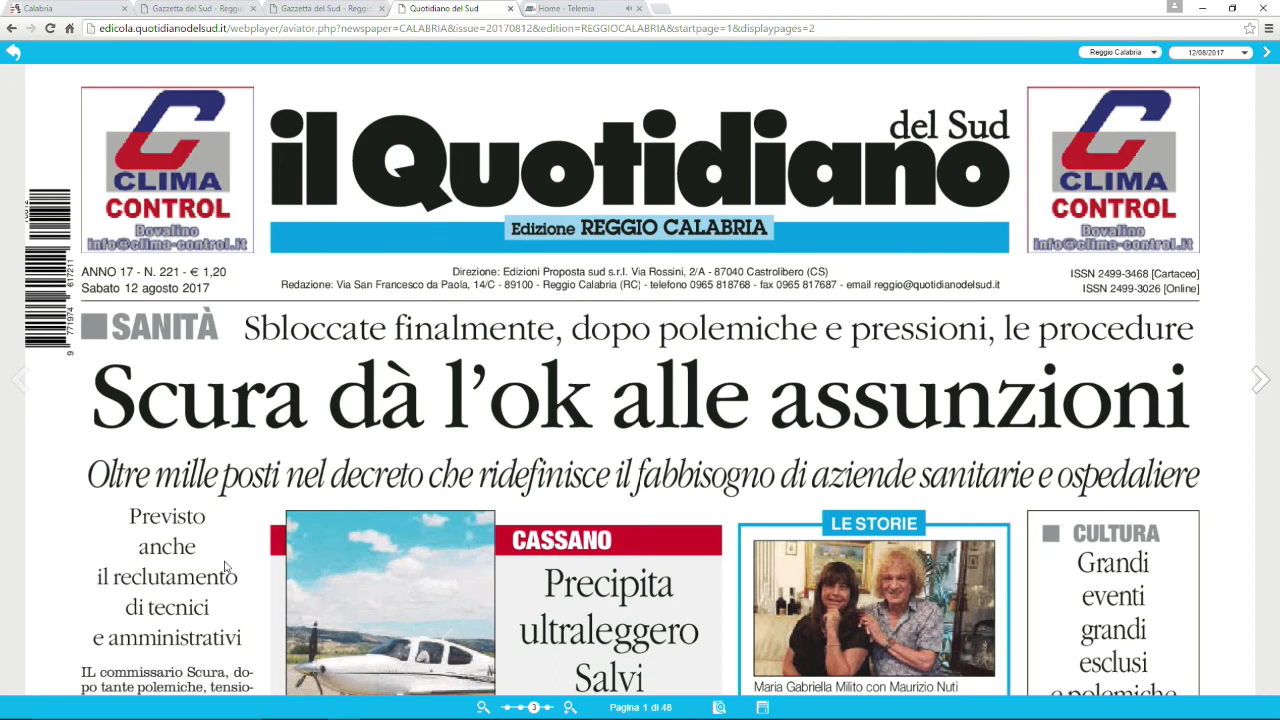 Calabria
Gazzetta del Sud - Reggi
Gazzetta del Sud - Reggi
Quotidiano del Sud
Home - Telemia
edicola.quotidianodelsud.it/webplayer/aviator.php?newspaper=CALABRIA&issue=20170812&edition=REGGIOCALABRIA&startpage=1&displaypages=2
Reggio Calabria
12/08/2017
CLIMA
CONTROL
Bovalino
info@clima-control.it
il Quotidiano
del Sud
Edizione REGGIO CALABRIA
CLIMA
CONTROL
Bovalino
info@clima-control.it
ANNO 17 - N. 221 - € 1,20
Sabato 12 agosto 2017
Direzione: Edizioni Proposta sud s.r.l. Via Rossini, 2/A - 87040 Castrolibero (CS)
Redazione: Via San Francesco da Paola, 14/C - 89100 - Reggio Calabria (RC) - telefono 0965 818768 - fax 0965 817687 - email reggio@quotidianodelsud.it
ISSN 2499-3468 [Cartaceo]
ISSN 2499-3026 [Online]
9 771974 617211
SANITÀ Sbloccate finalmente, dopo polemiche e pressioni, le procedure
Scura dà l'ok alle assunzioni
Oltre mille posti nel decreto che ridefinisce il fabbisogno di aziende sanitarie e ospedaliere
Previsto
anche
il reclutamento
di tecnici
e amministrativi
IL commissario Scura, do-
po tante polemiche, tensio-
CASSANO
Precipita
ultraleggero
Salvi
LE STORIE
Maria Gabriella Milito con Maurizio Nuti
CULTURA
Grandi
eventi
grandi
esclusi
e polemiche
3
Pagina 1 di 48